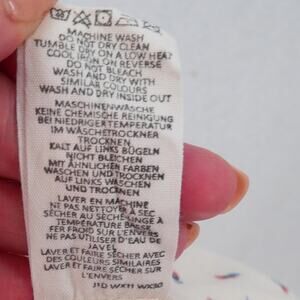 MACHINE WASH
DO NOT DRY CLEAN
TUMBLE DRY ON A LOW HEAT
COOL IRON ON REVERSE
DO NOT BLEACH
WASH AND DRY WITH
SIMILAR COLOURS
WASH AND DRY INSIDE OUT
MASCHINENWÄSCHE
KEINE CHEMISCHE REINIGUNG
BEI NIEDRIGER TEMPERATUR
IM WÄSCHETROCKNER
TROCKNEN
KALT AUF LINKS BÜGELN
NICHT BLEICHEN
MIT ÄHNLICHEN FARBEN
WASCHEN UND TROCKNEN
AUF LINKS WASCHEN
UND TROCKNEN
LAVER EN MACHINE
NE PAS NETTOYER À SEC
SÉCHER AU SÈCHE-LINGE À
TEMPÉRATURE BASSE
FER FROID SUR L'ENVERS
NE PAS UTILISER D'EAU DE
JAVEL
LAVER ET FAIRE SÉCHER AVEC
DES COULEURS SIMILAIRES
LAVER ET FAIRE SÉCHER SUR
L'ENVERS